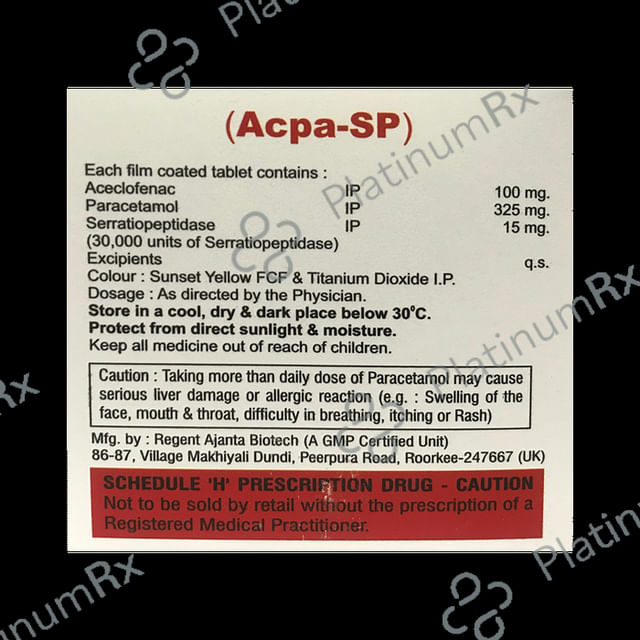 PlatinumRx
(Acpa-SP)
Each film coated tablet contains :
Aceclofenac IP 100 mg.
Paracetamol IP 325 mg.
Serratiopeptidase IP 15 mg.
(30,000 units of Serratiopeptidase)
Excipients q.s.
Colour : Sunset Yellow FCF & Titanium Dioxide I.P.
Dosage : As directed by the Physician.
Store in a cool, dry & dark place below 30°C.
Protect from direct sunlight & moisture.
Keep all medicine out of reach of children.
Caution : Taking more than daily dose of Paracetamol may cause
serious liver damage or allergic reaction (e.g. : Swelling of the
face, mouth & throat, difficulty in breathing, itching or Rash)
Mfg. by : Regent Ajanta Biotech (A GMP Certified Unit)
86-87, Village Makhiyali Dundi, Peerpura Road, Roorkee-247667 (UK)
SCHEDULE 'H' PRESCRIPTION DRUG - CAUTION
Not to be sold by retail without the prescription of a
Registered Medical Practitioner.
PlatinumRx
PlatinumRx
Rx
inumRx
Platinum